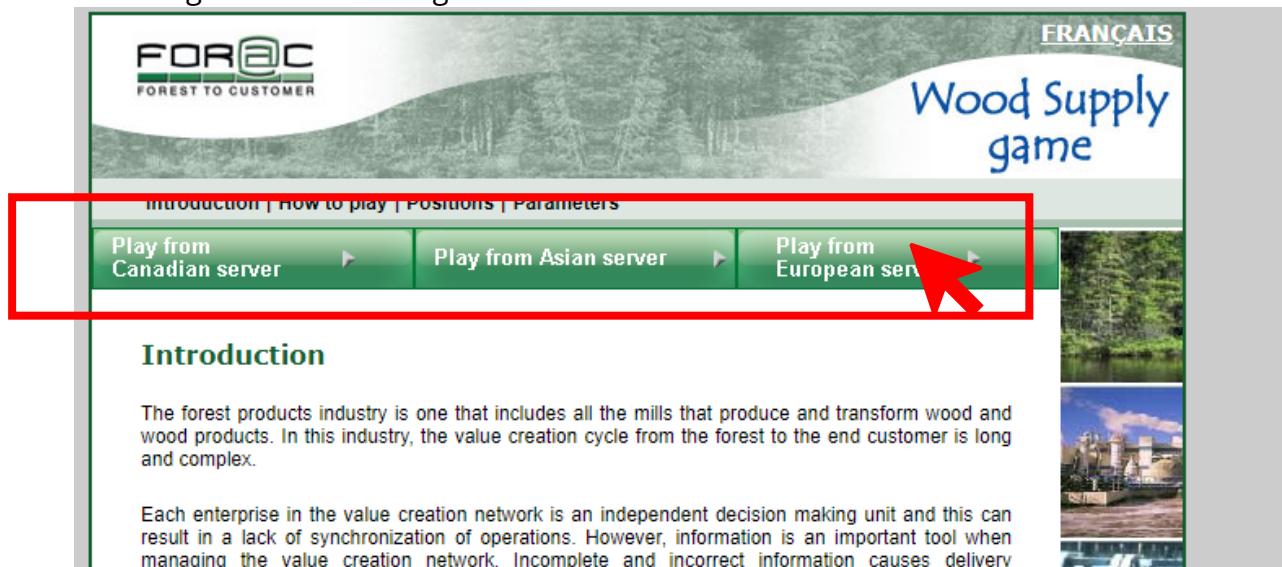 FRANÇAIS
FOR@C
FOREST TO CUSTOMER
Wood Supply
game
Introduction | How to play | Positions | Parameters
Play from
Canadian server
Play from Asian server
Play from
European
Introduction
The forest products industry is one that includes all the mills that produce and transform wood and
wood products. In this industry, the value creation cycle from the forest to the end customer is long
and complex.
Each enterprise in the value creation network is an independent decision making unit and this can
result in a lack of synchronization of operations. However, information is an important tool when
managing the value creation network. Incomplete and incorrect information causes delivery